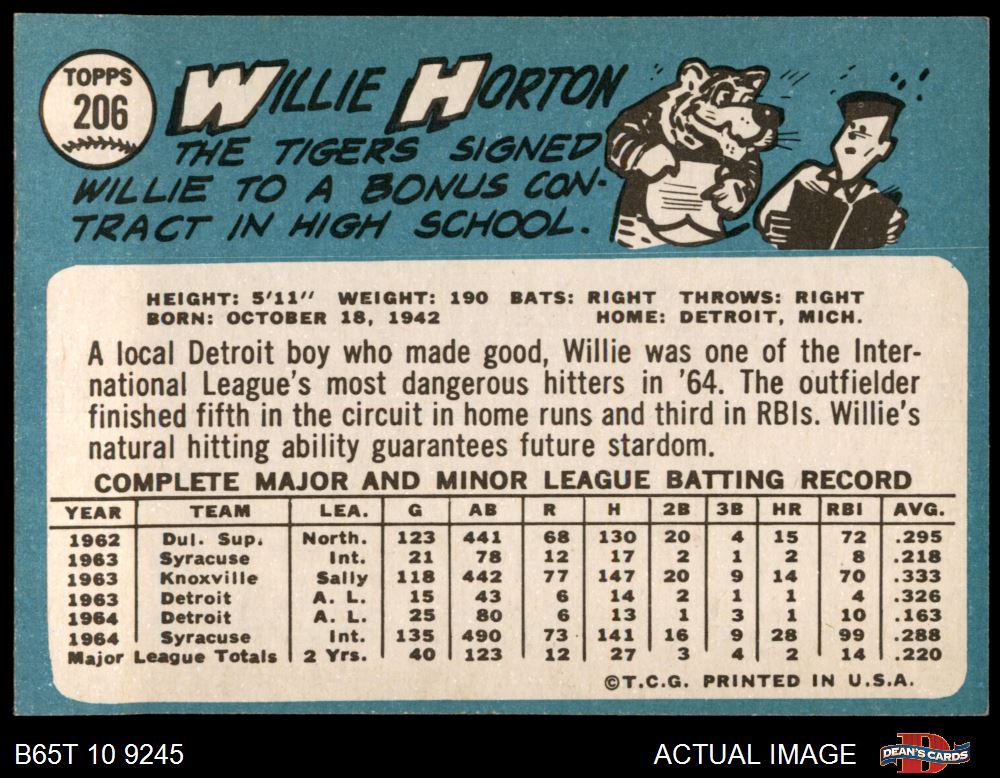 TOPPS
206
WILLIE HORTON
THE TIGERS SIGNED
WILLIE TO A BONUS CON-
TRACT IN HIGH SCHOOL.
HEIGHT: 5'11" WEIGHT: 190 BATS: RIGHT THROWS: RIGHT
BORN: OCTOBER 18, 1942 HOME: DETROIT, MICH.
A local Detroit boy who made good, Willie was one of the Inter-
national League's most dangerous hitters in '64. The outfielder
finished fifth in the circuit in home runs and third in RBIs. Willie's
natural hitting ability guarantees future stardom.
COMPLETE MAJOR AND MINOR LEAGUE BATTING RECORD
YEAR TEAM LEA. G AB R H 2B 3B HR RBI AVG.
1962 Dul. Sup. North. 123 441 68 130 20 4 15 72 .295
1963 Syracuse Int. 21 78 12 17 2 1 2 8 .218
1963 Knoxville Sally 118 442 77 147 20 9 14 70 .333
1963 Detroit A. L. 15 43 6 14 2 1 1 4 .326
1964 Detroit A. L. 25 80 6 13 1 3 1 10 .163
1964 Syracuse Int. 135 490 73 141 16 9 28 99 .288
Major League Totals 2 Yrs. 40 123 12 27 3 4 2 14 .220
©T.C.G. PRINTED IN U.S.A.
B65T 10 9245 ACTUAL IMAGE D DEAN'S CARDS